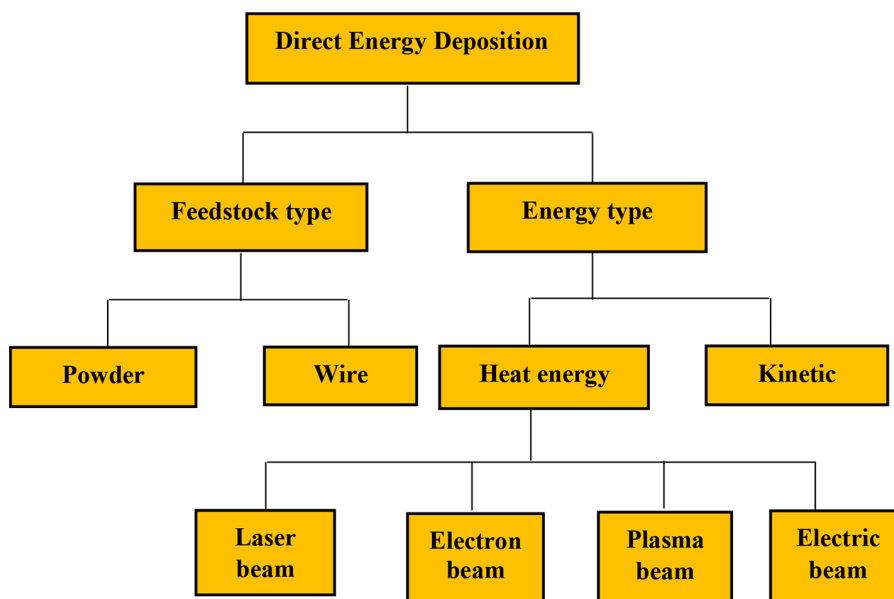 Direct Energy Deposition
Feedstock type
Energy type
Powder
Wire
Heat energy
Kinetic
Laser
beam
Electron
beam
Plasma
beam
Electric
beam